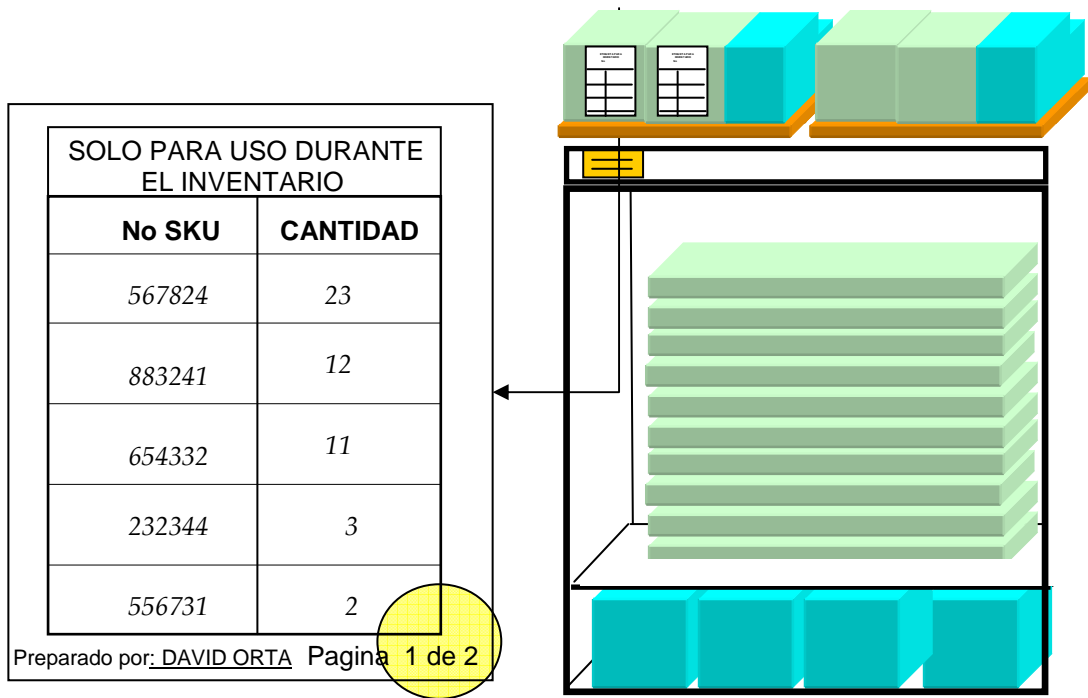 SOLO PARA USO DURANTE
EL INVENTARIO
No SKU CANTIDAD
567824 23
883241 12
654332 11
232344 3
556731 2
Preparado por: DAVID ORTA Pagina 1 de 2